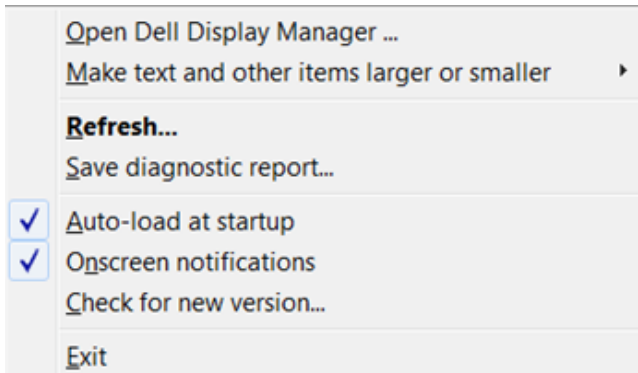 Open Dell Display Manager ...
Make text and other items larger or smaller
Refresh...
Save diagnostic report...
Auto-load at startup
Onscreen notifications
Check for new version...
Exit